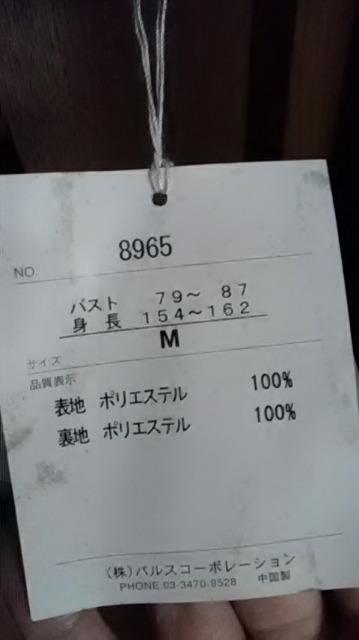 8965
NO.
バスト 79～ 87
身長 154～162
M
サイズ
品質表示
表地 ポリエステル 100%
裏地 ポリエステル 100%
(株)パルスコーポレーション
PHONE 03-3470-9528 中国製